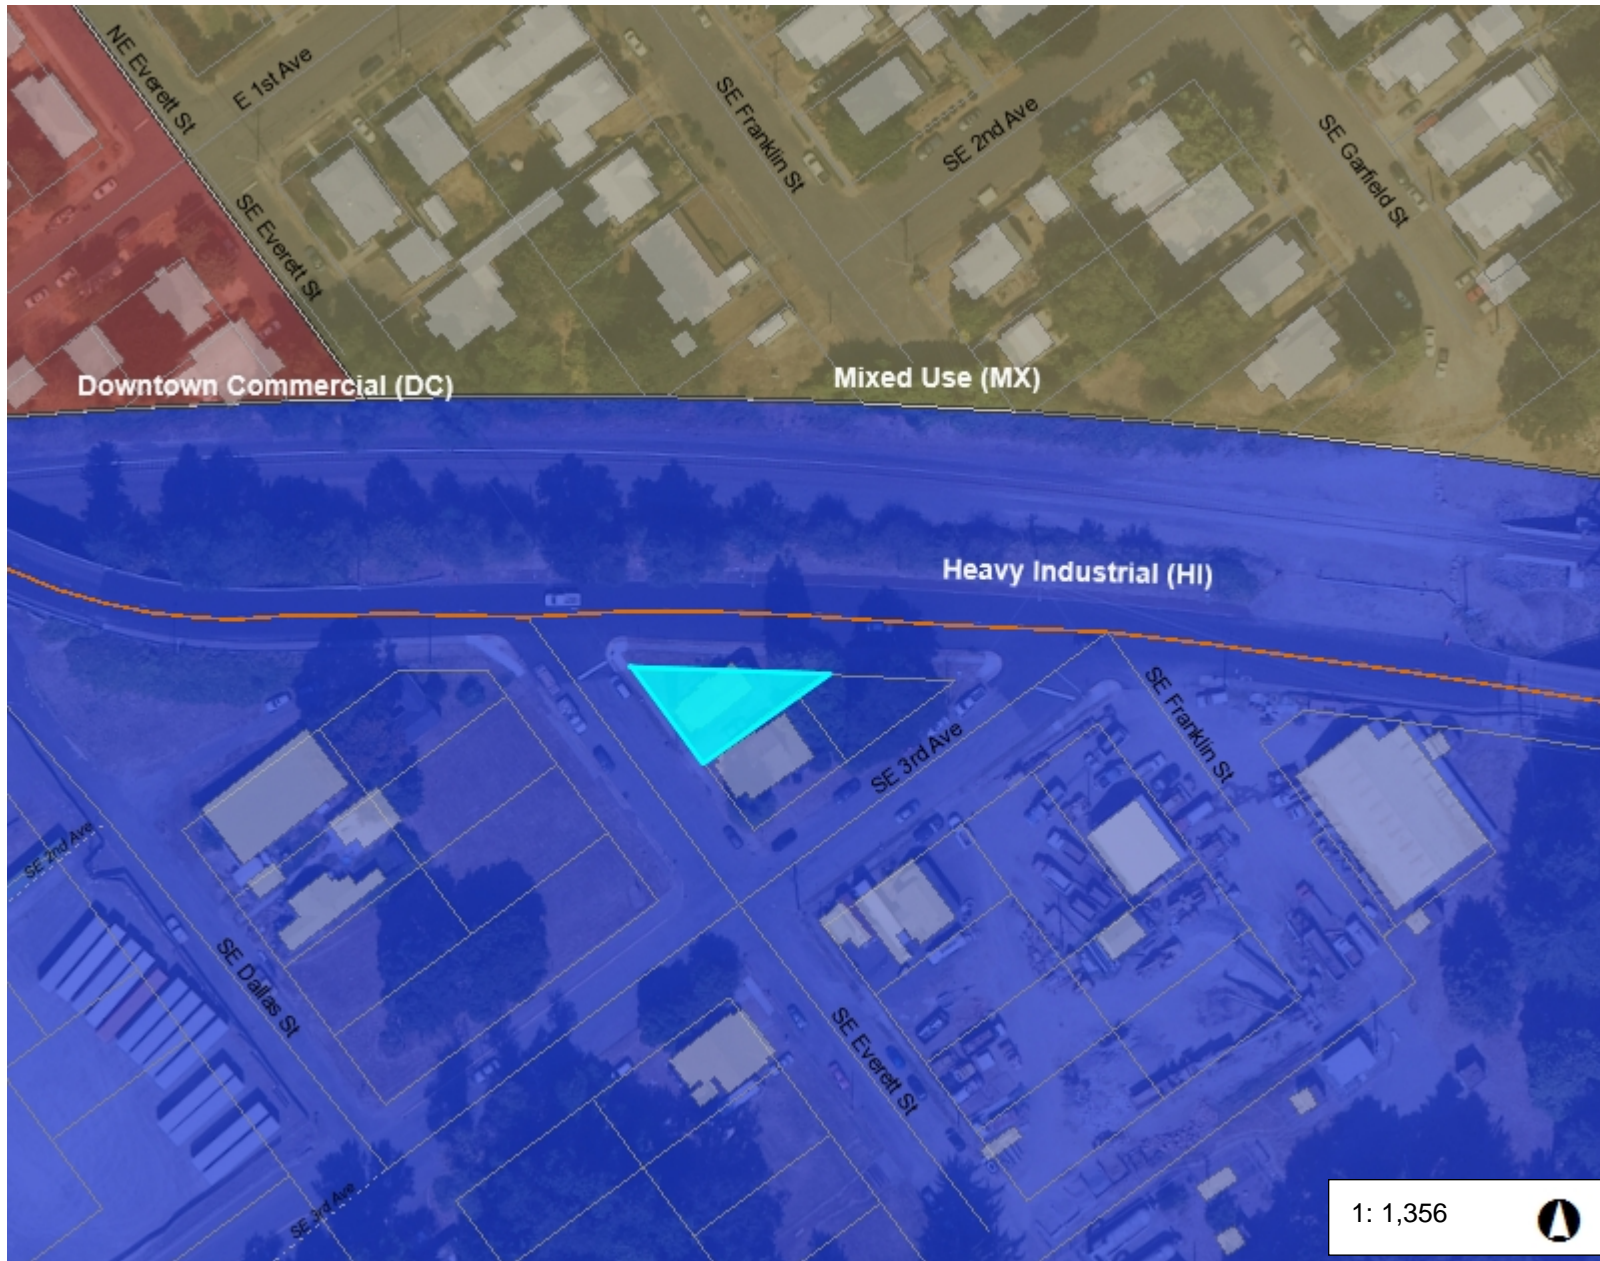 NE Everett St
E 1st Ave
SE Franklin St
SE 2nd Ave
SE Garfield St
SE Everett St
Downtown Commercial (DC)
Mixed Use (MX)
Heavy Industrial (HI)
SE Franklin St
SE 3rd Ave
SE 2nd Ave
SE Dallas St
SE Everett St
SE 3rd Ave
1: 1,356